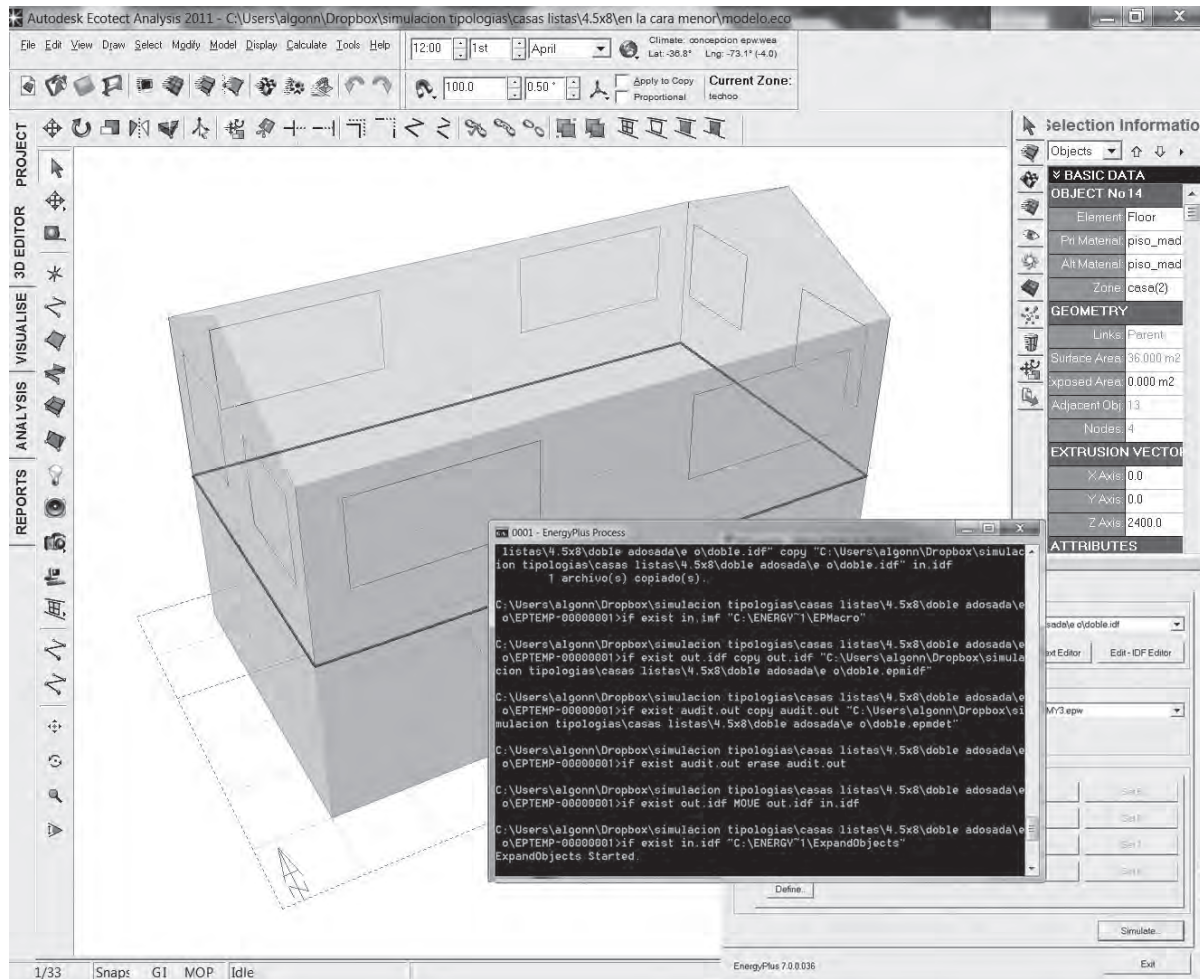 Autodesk Ecotect Analysis 2011 - C:\Users\algonn\Dropbox\simulacion tipologias\casas listas\4.5x8\en la cara menor\modelo.eco
File Edit View Draw Select Modify Model Display Calculate Tools Help
12:00 1st April
Climate: concepcion epw.wea
Lat: -36.8° Lng: -73.1° (-4.0)
100.0 0.50 °
Apply to Copy
Proportional
Current Zone:
techoo
PROJECT
3D EDITOR
VISUALISE
ANALYSIS
REPORTS
Selection Informatio
Objects
BASIC DATA
OBJECT No14
Element: Floor
Pri Material: piso_mad
Alt Material: piso_mad
Zone: casa(2)
GEOMETRY
Links: Parent:
Surface Area: 36.000 m2
xposed Area: 0.000 m2
Adjacent Obj: 13
Nodes: 4
EXTRUSION VECTOR
X Axis: 0.0
Y Axis: 0.0
Z Axis: 2400.0
ATTRIBUTES
N
0001 - EnergyPlus Process
listas\4.5x8\doble adosada\e o\doble.idf" copy "C:\Users\algonn\Dropbox\simulac
ion tipologias\casas listas\4.5x8\doble adosada\e o\doble.idf" in.idf
1 archivo(s) copiado(s).
C:\Users\algonn\Dropbox\simulacion tipologias\casas listas\4.5x8\doble adosada\e
o\EPTEMP-00000001>if exist in.imf "C:\ENERGY~1\EPMacro"
C:\Users\algonn\Dropbox\simulacion tipologias\casas listas\4.5x8\doble adosada\e
o\EPTEMP-00000001>if exist out.idf copy out.idf "C:\Users\algonn\Dropbox\simula
cion tipologias\casas listas\4.5x8\doble adosada\e o\doble.epmidf"
C:\Users\algonn\Dropbox\simulacion tipologias\casas listas\4.5x8\doble adosada\e
o\EPTEMP-00000001>if exist audit.out copy audit.out "C:\Users\algonn\Dropbox\si
mulacion tipologias\casas listas\4.5x8\doble adosada\e o\doble.epmdet"
C:\Users\algonn\Dropbox\simulacion tipologias\casas listas\4.5x8\doble adosada\e
o\EPTEMP-00000001>if exist audit.out erase audit.out
C:\Users\algonn\Dropbox\simulacion tipologias\casas listas\4.5x8\doble adosada\e
o\EPTEMP-00000001>if exist out.idf MOVE out.idf in.idf
C:\Users\algonn\Dropbox\simulacion tipologias\casas listas\4.5x8\doble adosada\e
o\EPTEMP-00000001>if exist in.idf "C:\ENERGY~1\ExpandObjects"
ExpandObjects Started.
sada\e o\doble.idf
ext Editor Edit - IDF Editor
MY3.epw
Define..
Simulate...
EnergyPlus 7.0.0.036 Exit
1/33 Snaps: GI MOP Idle